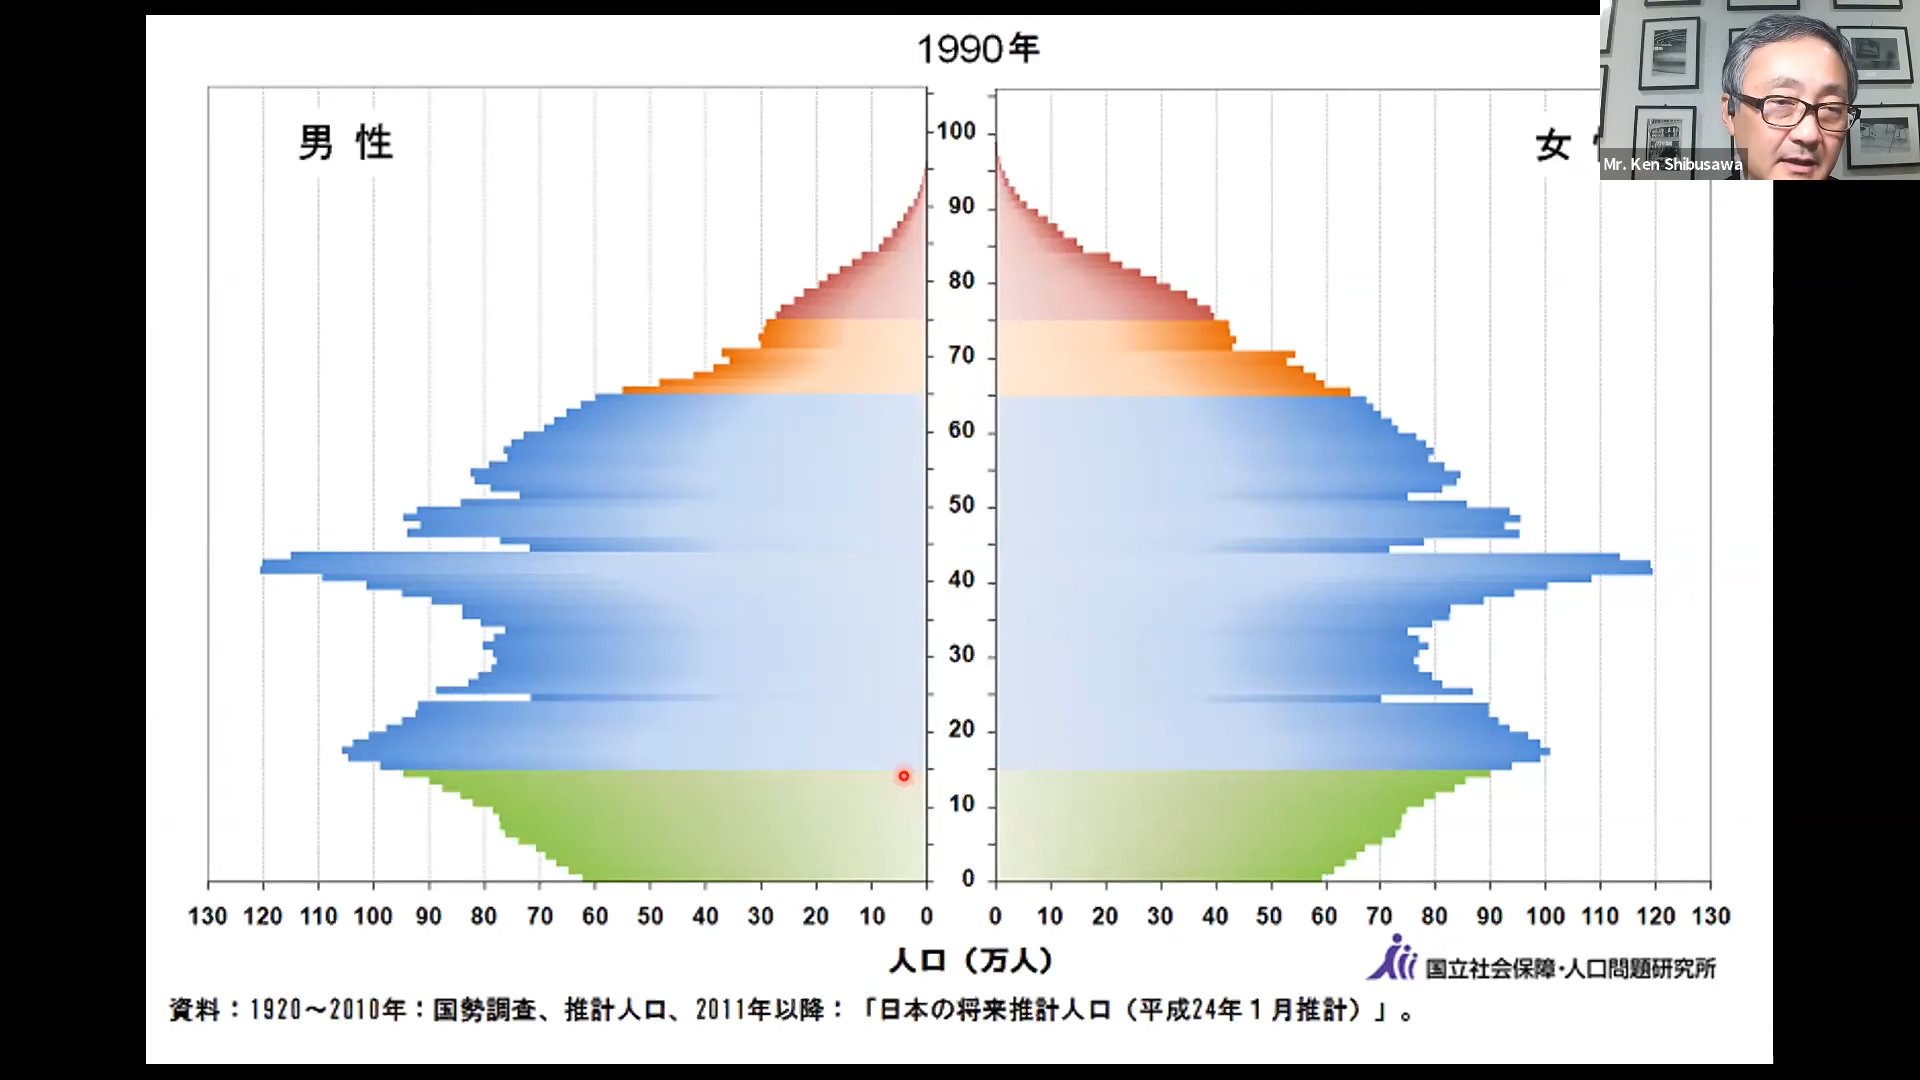 1990年
男 性
女
Mr. Ken Shibusawa
100
90
80
70
60
50
40
30
20
10
0
130 120 110 100 90 80 70 60 50 40 30 20 10 0
0 10 20 30 40 50 60 70 80 90 100 110 120 130
人口（万人）
国立社会保障・人口問題研究所
資料：1920～2010年：国勢調査、推計人口、2011年以降：「日本の将来推計人口（平成24年１月推計）」。